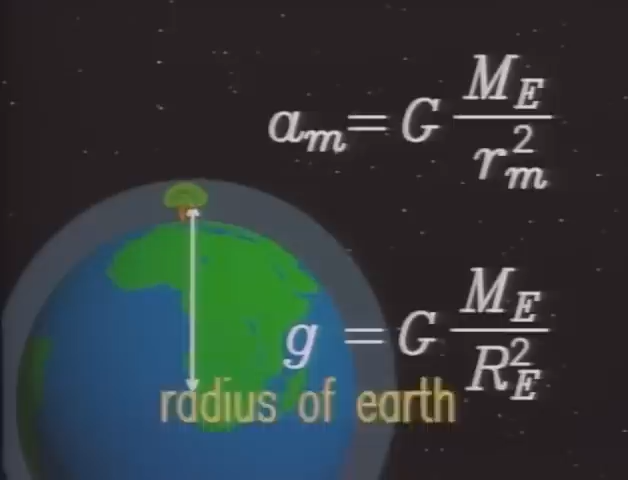 a_m = G M_E / r_m^2
g = G M_E / R_E^2
radius of earth